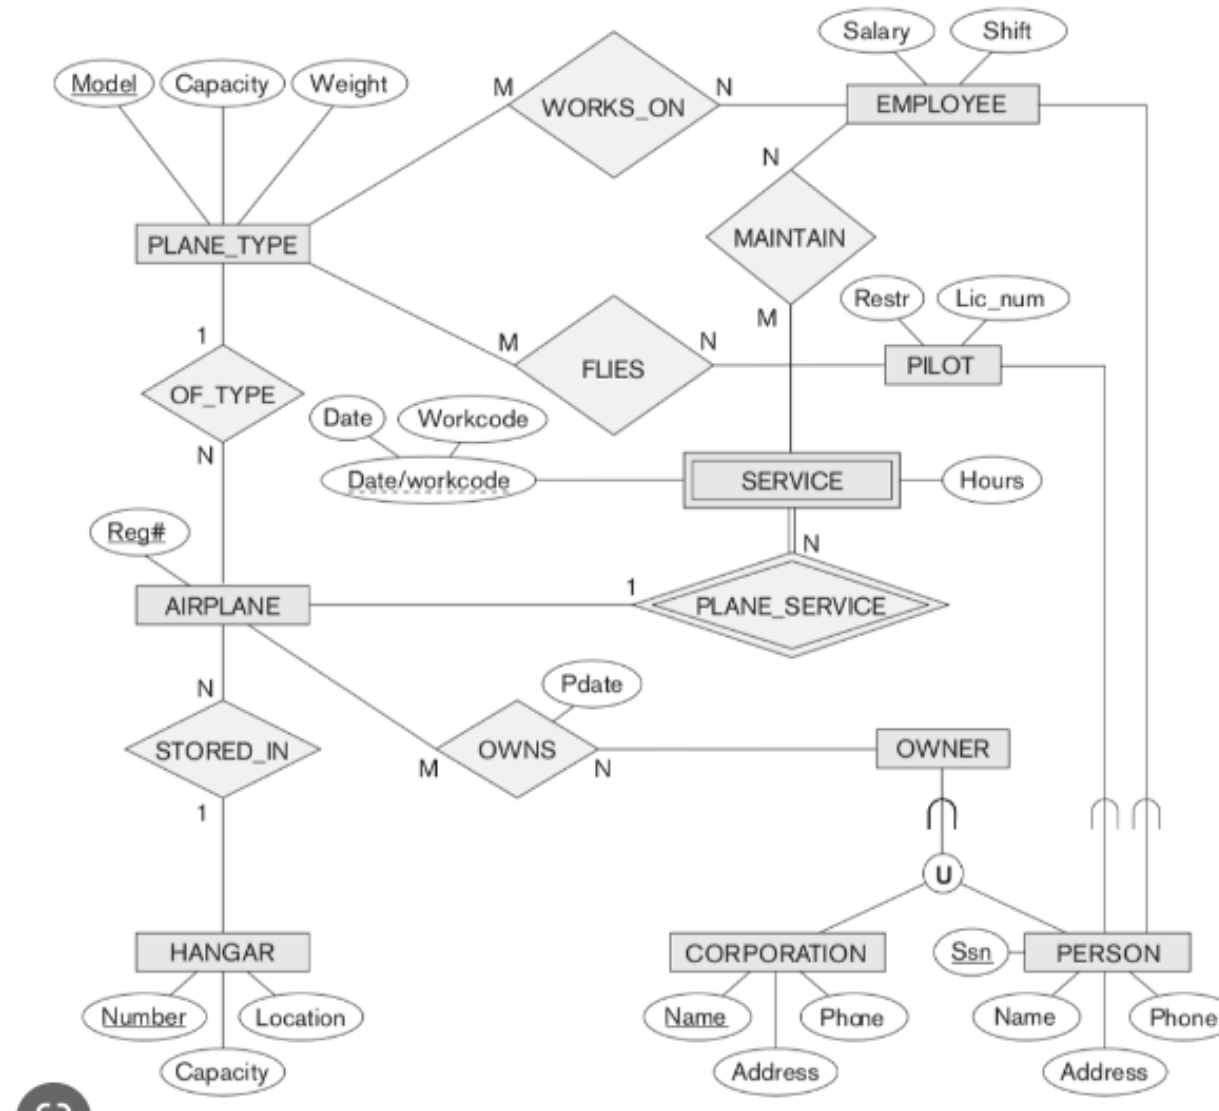 Salary
Shift
Model
Capacity
Weight
M
N
WORKS_ON
EMPLOYEE
N
MAINTAIN
PLANE_TYPE
Restr
Lic_num
M
1
M
N
FLIES
PILOT
OF_TYPE
Date
Workcode
N
Date/workcode
SERVICE
Hours
Reg#
N
1
AIRPLANE
PLANE_SERVICE
Pdate
N
STORED_IN
OWNS
OWNER
M
N
1
U
HANGAR
CORPORATION
Ssn
PERSON
Number
Location
Name
Phone
Name
Phone
Capacity
Address
Address